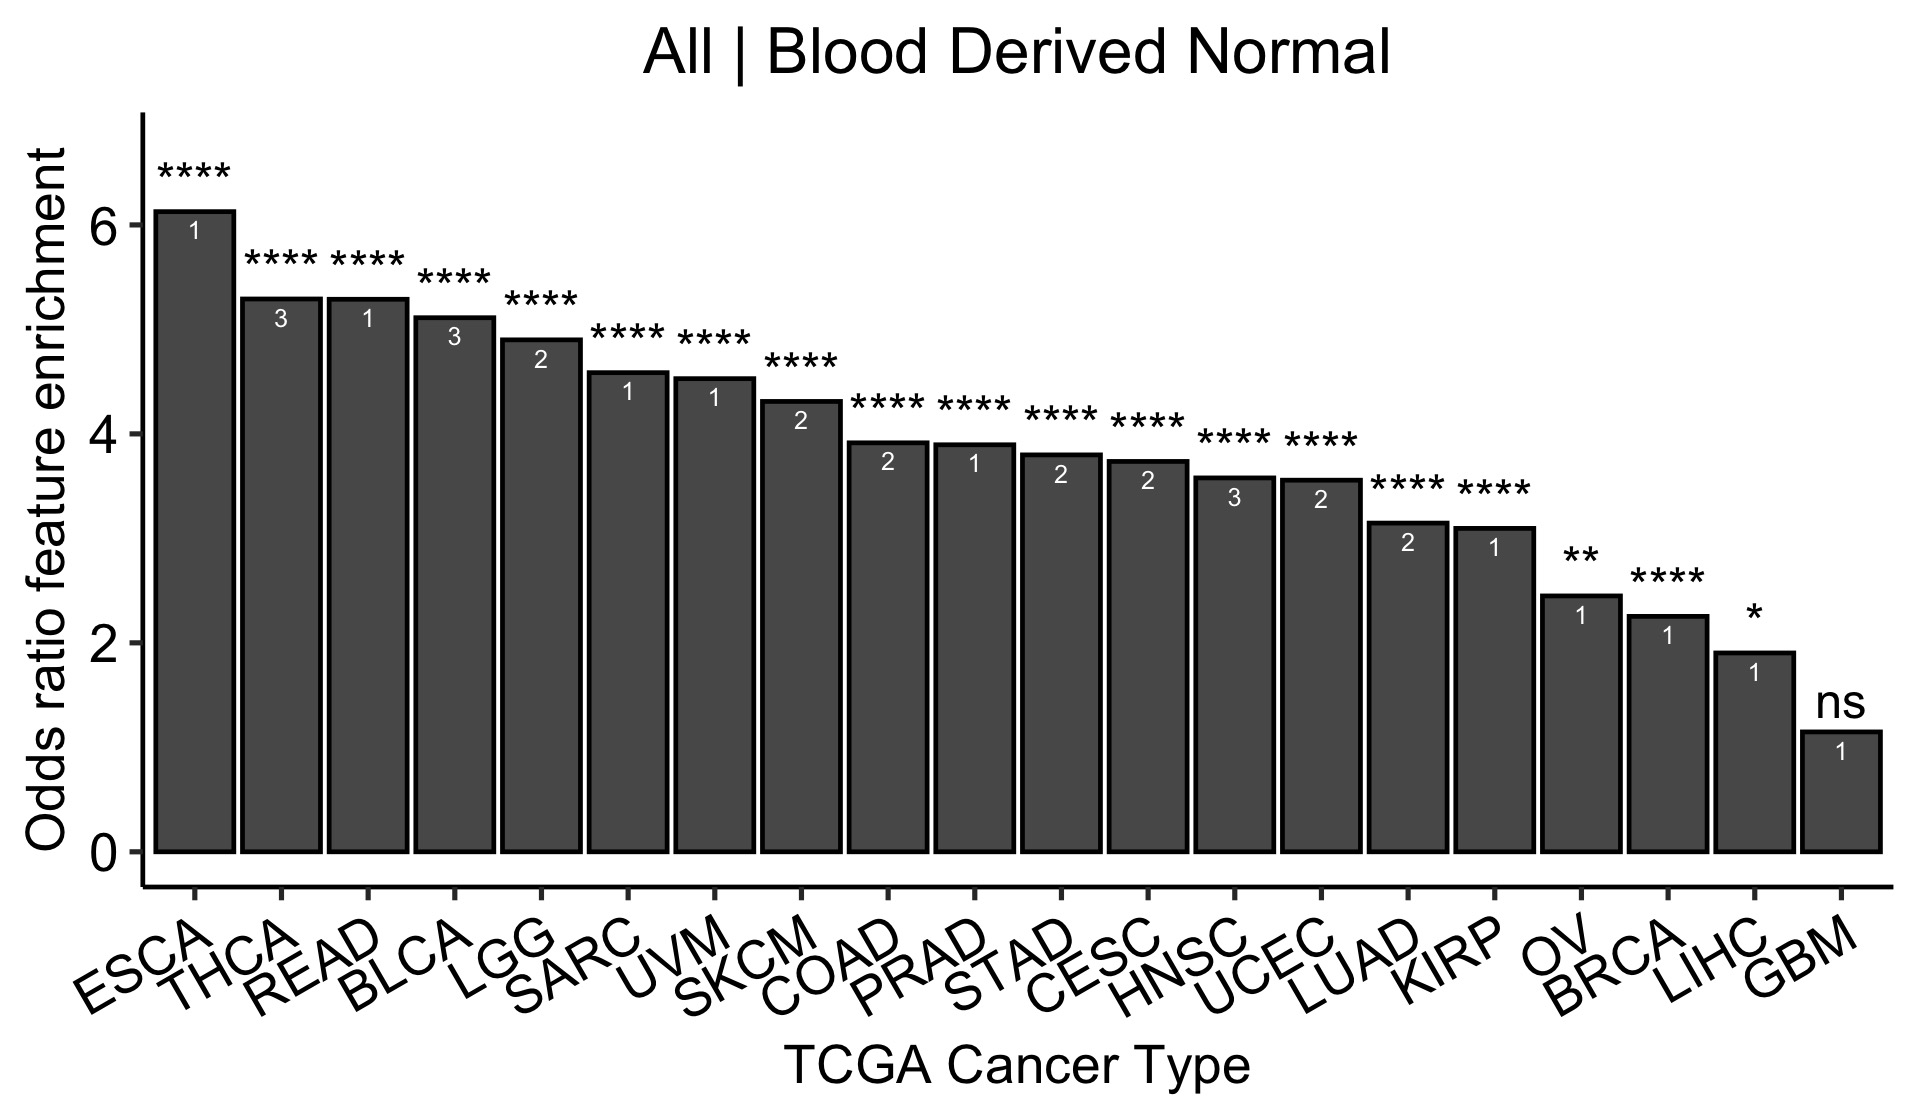 All | Blood Derived Normal
Odds ratio feature enrichment
6
4
2
0
**** **** **** **** **** **** **** **** **** **** **** **** **** **** **** **** ** **** * ns
1 3 1 3 2 1 1 2 2 1 2 2 3 2 2 1 1 1 1 1
ESCA THCA READ BLCA LGG SARC UVM SKCM COAD PRAD STAD CESC HNSC UCEC LUAD KIRP OV BRCA LIHC GBM
TCGA Cancer Type